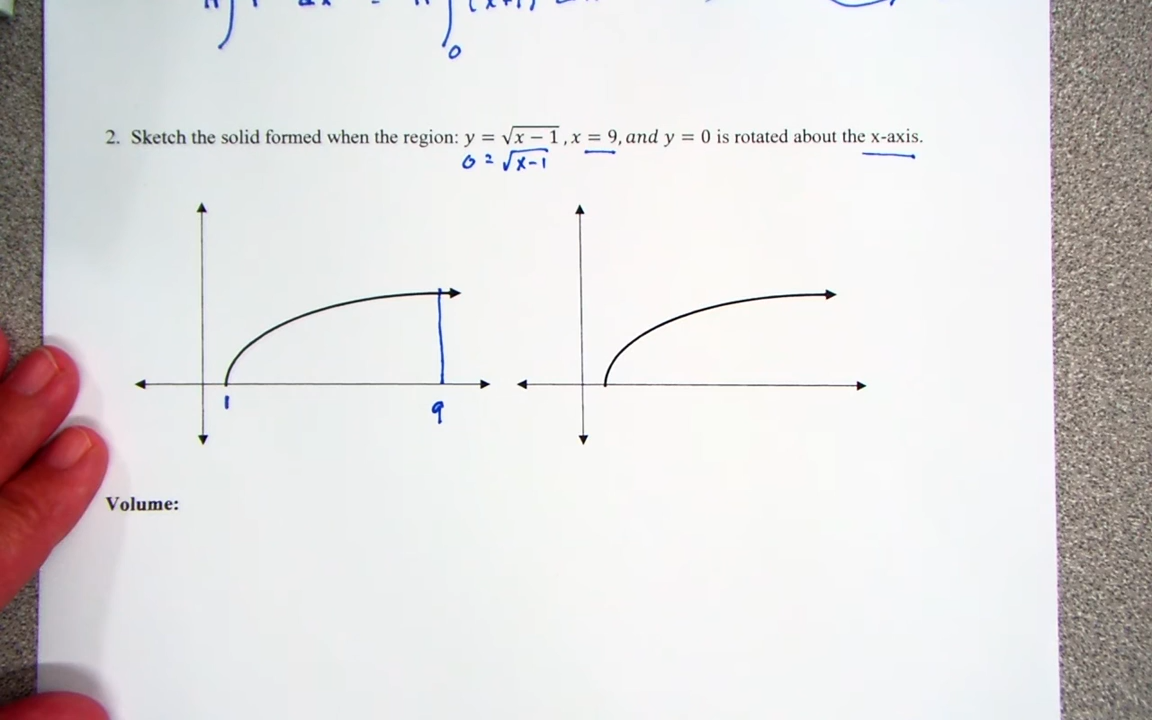 0
2. Sketch the solid formed when the region: y = √x − 1 , x = 9, and y = 0 is rotated about the x-axis.
0 = √x-1
1 9
Volume: